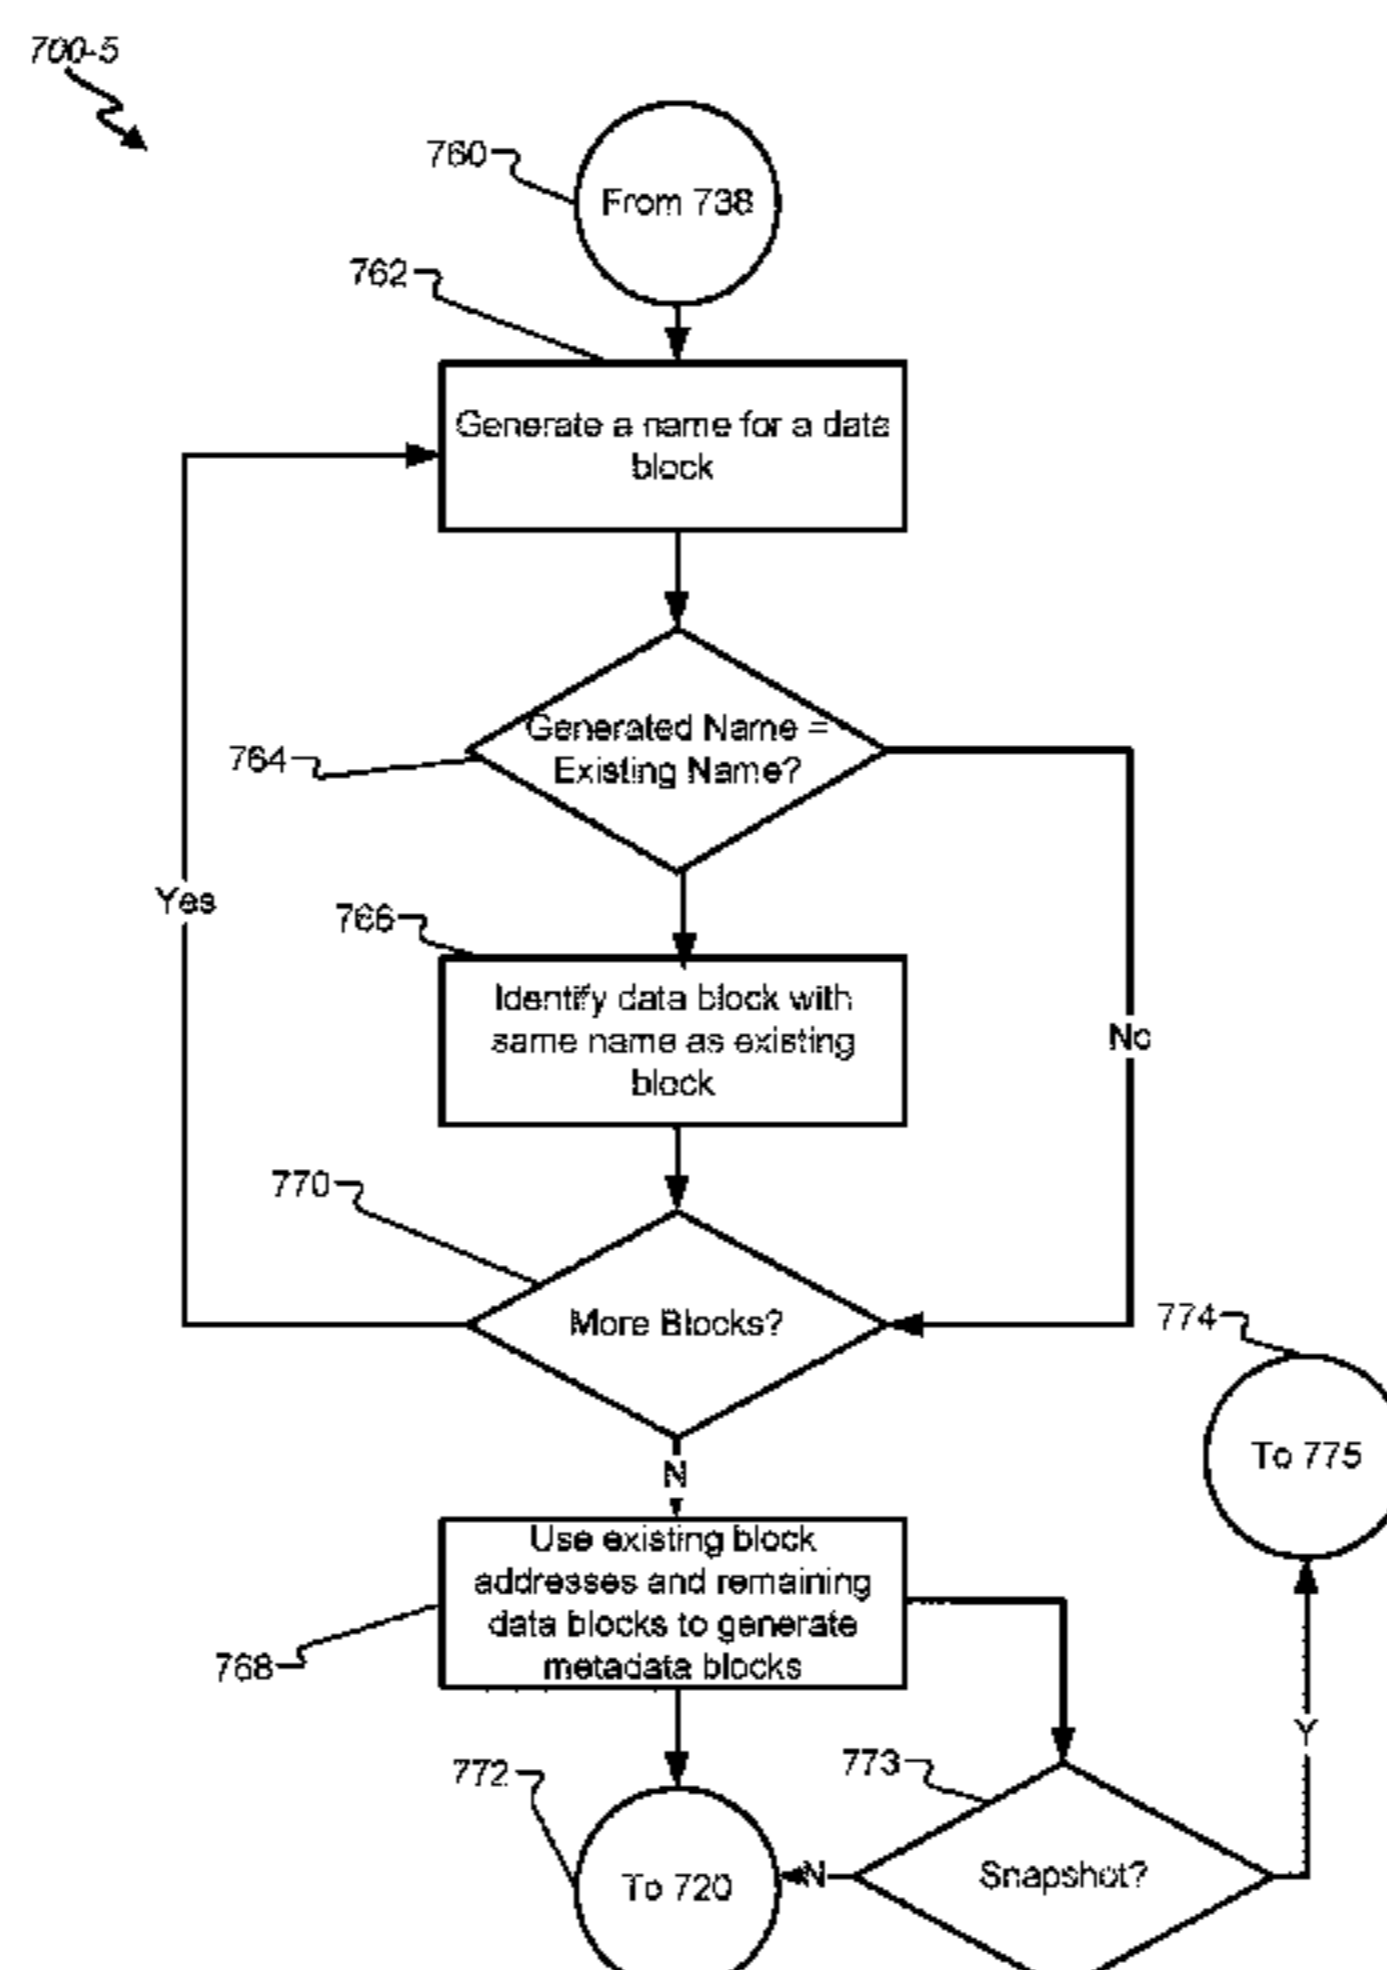 700-5
760
From 738
762
Generate a name for a data
block
764
Generated Name =
Existing Name?
Yes
766
Identify data block with
same name as existing
block
No
770
More Blocks?
774
To 775
N
Use existing block
addresses and remaining
data blocks to generate
metadata blocks
768
Y
772
773
To 720
N
Snapshot?